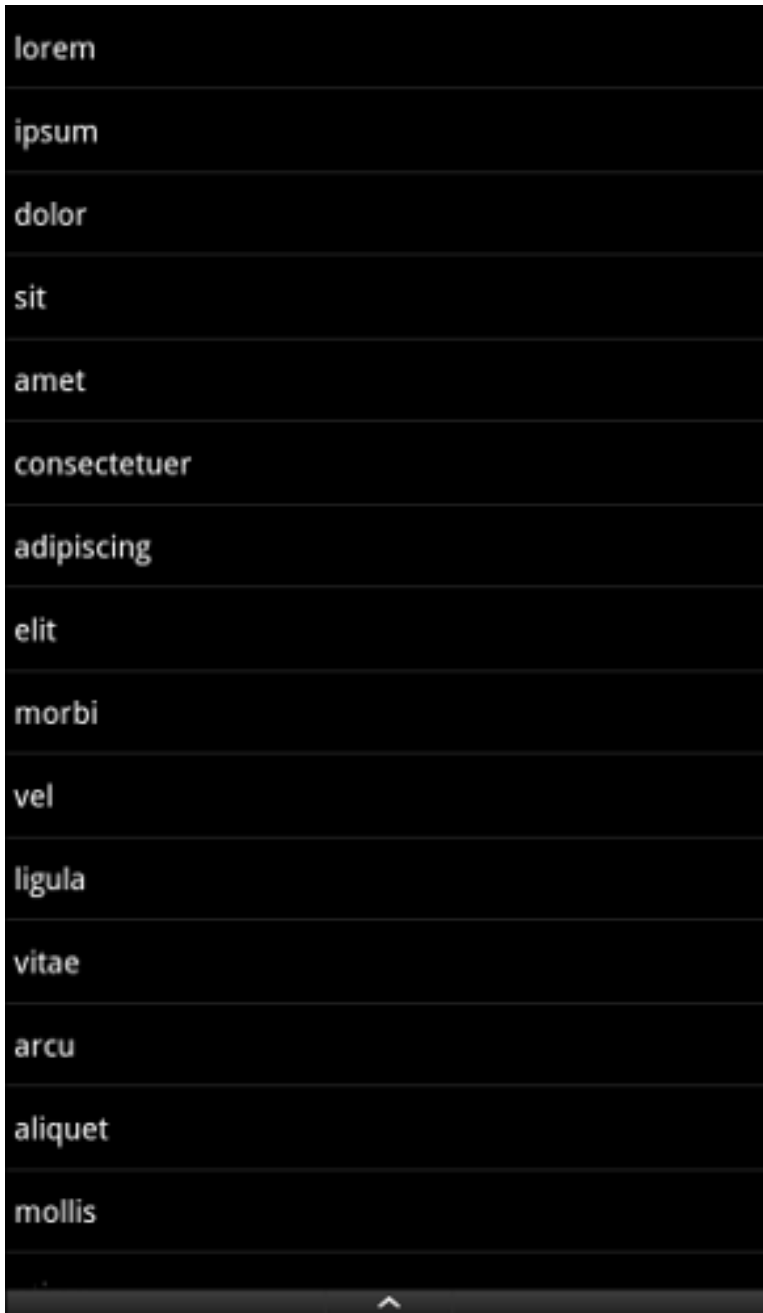 lorem
ipsum
dolor
sit
amet
consectetuer
adipiscing
elit
morbi
vel
ligula
vitae
arcu
aliquet
mollis